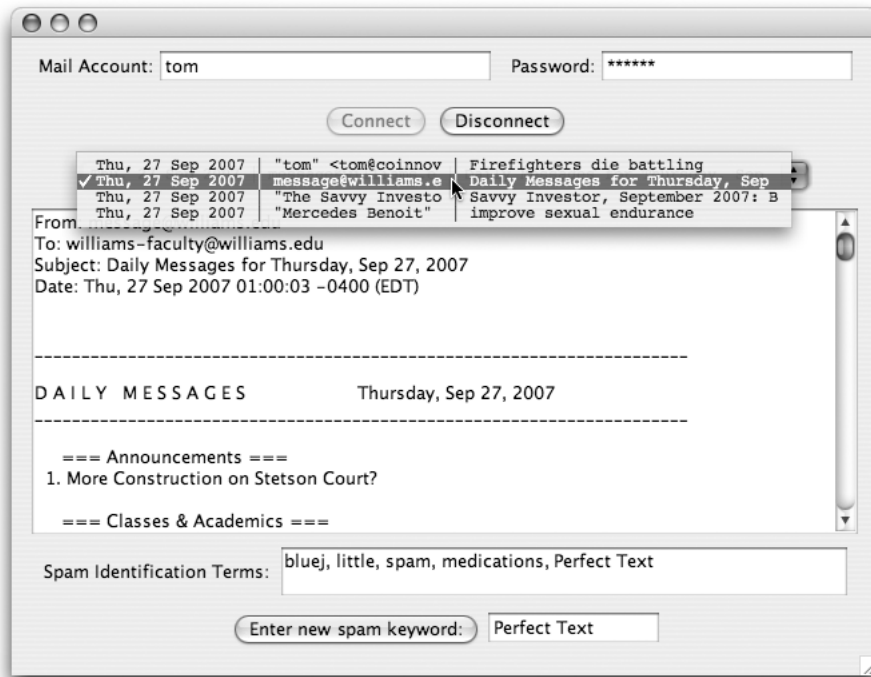 Mail Account: tom Password: ******
Connect Disconnect
Thu, 27 Sep 2007 | "tom" <tom@coinnov | Firefighters die battling
✓Thu, 27 Sep 2007 | message@williams.e | Daily Messages for Thursday, Sep
Thu, 27 Sep 2007 | "The Savvy Investo | Savvy Investor, September 2007: B
Thu, 27 Sep 2007 | "Mercedes Benoit" | improve sexual endurance
From: message@williams.edu
To: williams-faculty@williams.edu
Subject: Daily Messages for Thursday, Sep 27, 2007
Date: Thu, 27 Sep 2007 01:00:03 -0400 (EDT)
----------------------------------------------------------------------
D A I L Y   M E S S A G E S Thursday, Sep 27, 2007
----------------------------------------------------------------------
=== Announcements ===
1. More Construction on Stetson Court?
=== Classes & Academics ===
Spam Identification Terms: bluej, little, spam, medications, Perfect Text
Enter new spam keyword: Perfect Text